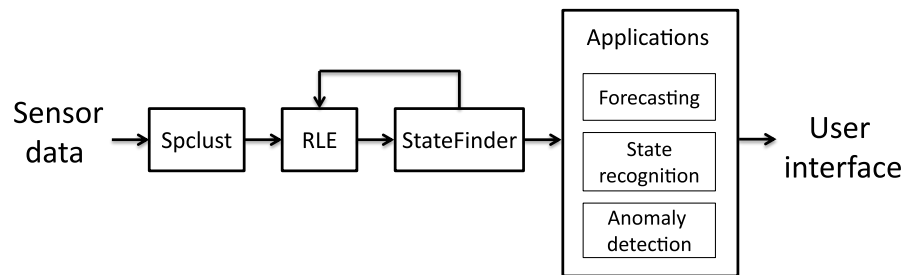 Sensor
data
Spclust
RLE
StateFinder
Applications
Forecasting
State
recognition
Anomaly
detection
User
interface